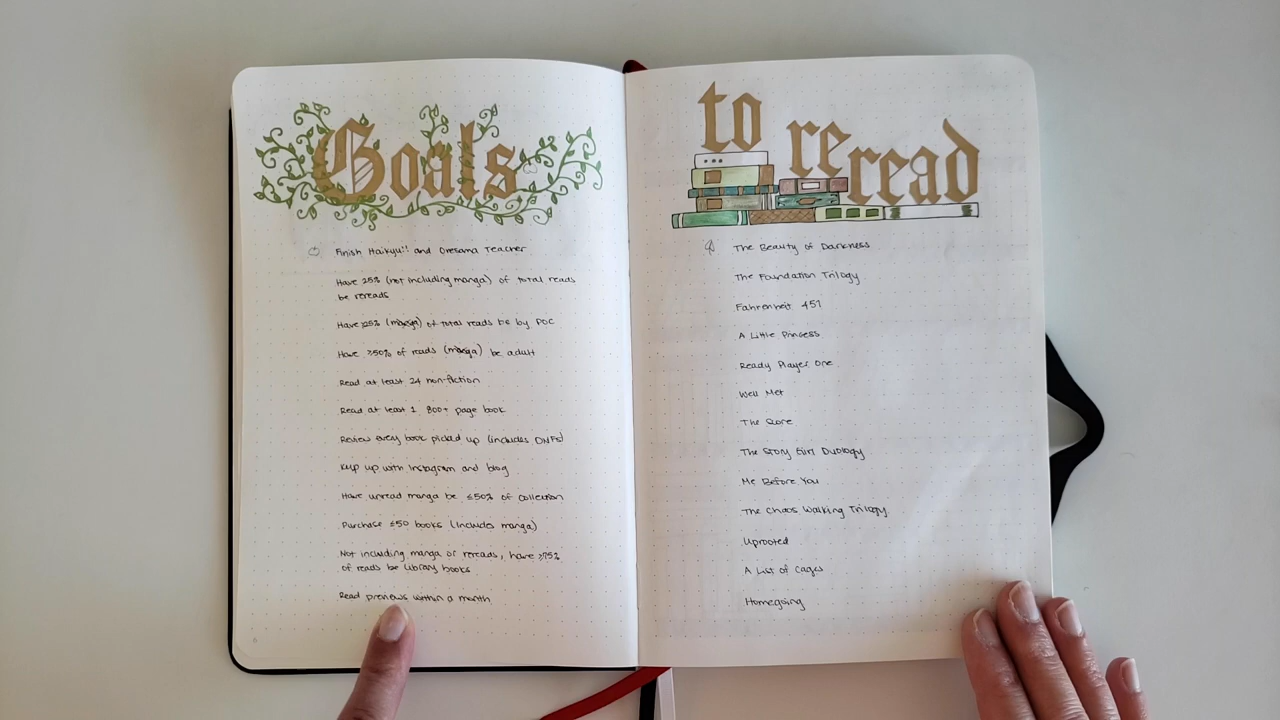 Goals
Finish Haikyu!! and Oresama Teacher
Have 25% (not including manga) of total reads
be rereads
Have ≥25% (manga) of total reads be by POC
Have ≥50% of reads (manga) be adult
Read at least 24 non-fiction
Read at least 1 800+ page book
Review every book picked up (includes DNFs)
Keep up with Instagram and blog
Have unread manga be ≤50% of collection
Purchase ≤50 books (includes manga)
Not including manga or rereads, have ≥75%
of reads be library books
Read previews within a month
6
to reread
The Beauty of Darkness
The Foundation Trilogy
Fahrenheit 451
A Little Princess
Ready Player One
Well Met
The Score
The Story Girl Duology
Me Before You
The Chaos Walking Trilogy
Uprooted
A List of Cages
Homegoing